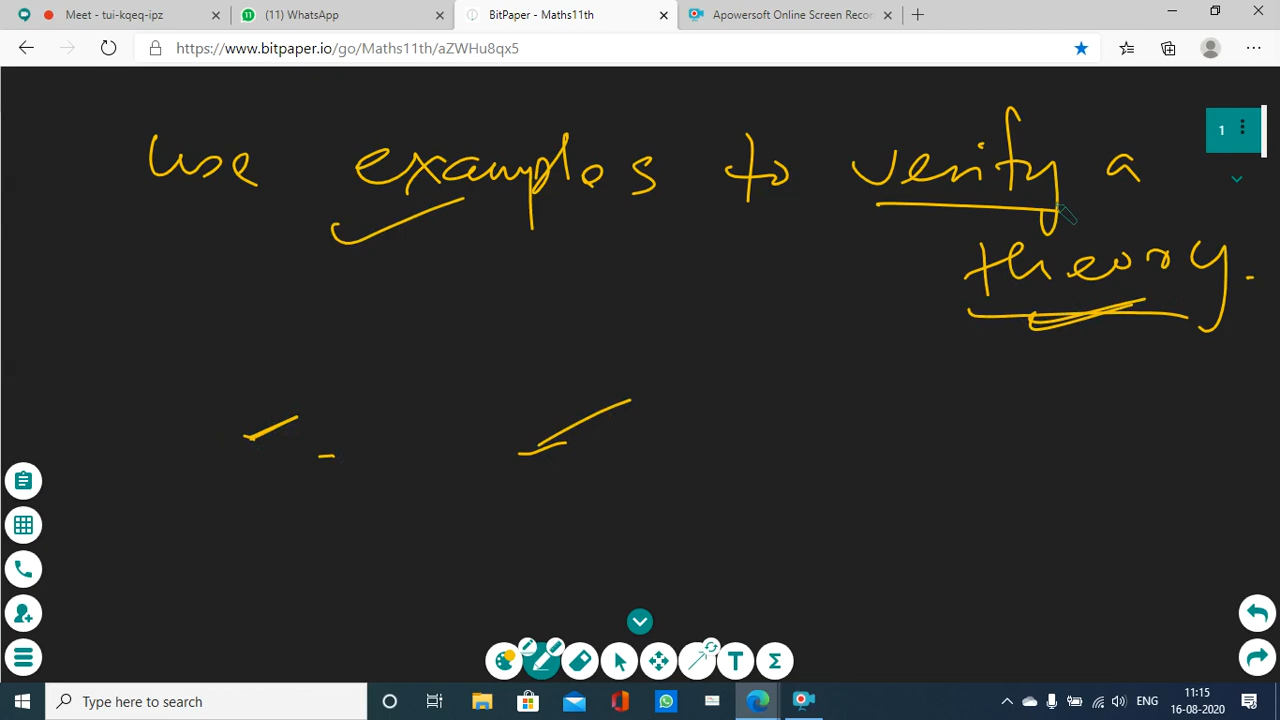 Meet - tui-kqeq-ipz
(11) WhatsApp
BitPaper - Maths11th
Apowersoft Online Screen Recor
https://www.bitpaper.io/go/Maths11th/aZWHu8qx5
1
use examples to verify a
theory.
T
Σ
Type here to search
ENG
11:15
16-08-2020